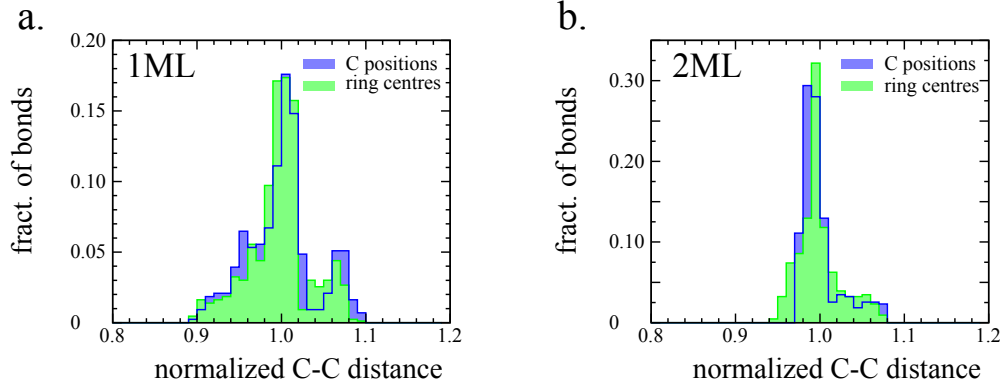 a.
1ML
C positions
ring centres
fract. of bonds
0.20
0.15
0.10
0.05
0
0.8
0.9
1.0
1.1
1.2
normalized C-C distance
b.
2ML
C positions
ring centres
fract. of bonds
0.30
0.20
0.10
0
0.8
0.9
1.0
1.1
1.2
normalized C-C distance